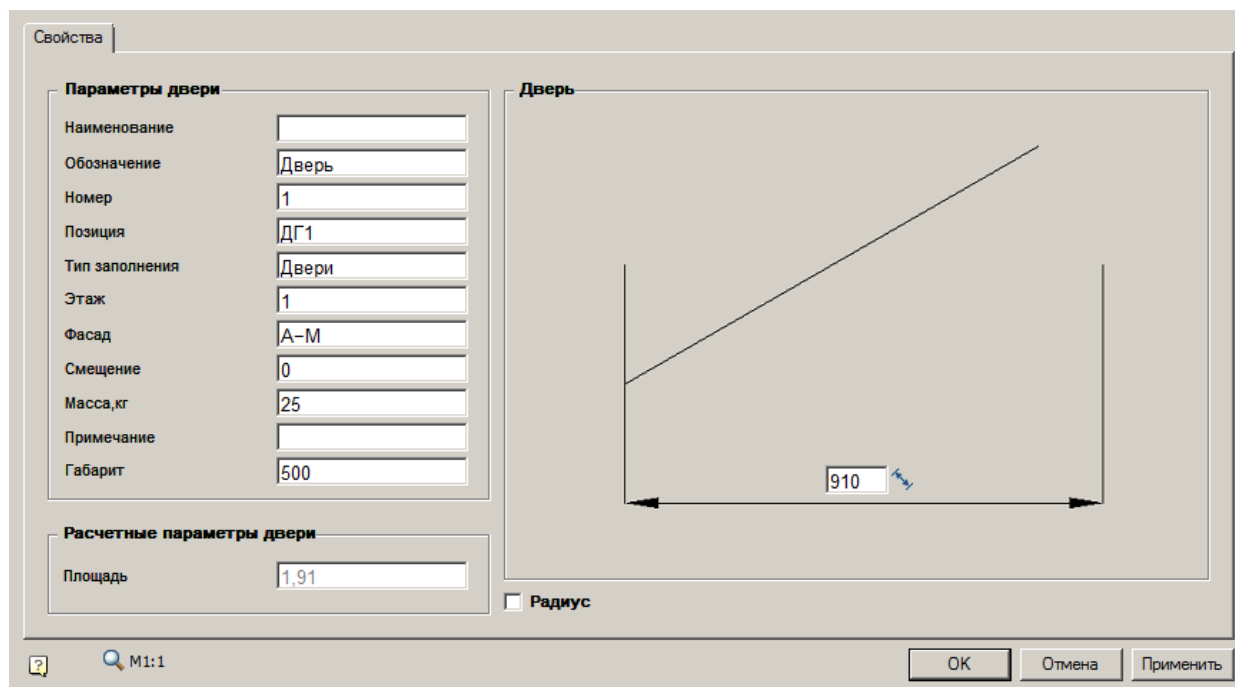 Свойства
Параметры двери
Наименование
Обозначение Дверь
Номер 1
Позиция ДГ1
Тип заполнения Двери
Этаж 1
Фасад А-М
Смещение 0
Масса,кг 25
Примечание
Габарит 500
Расчетные параметры двери
Площадь 1,91
Дверь
910
Радиус
М1:1
OK Отмена Применить